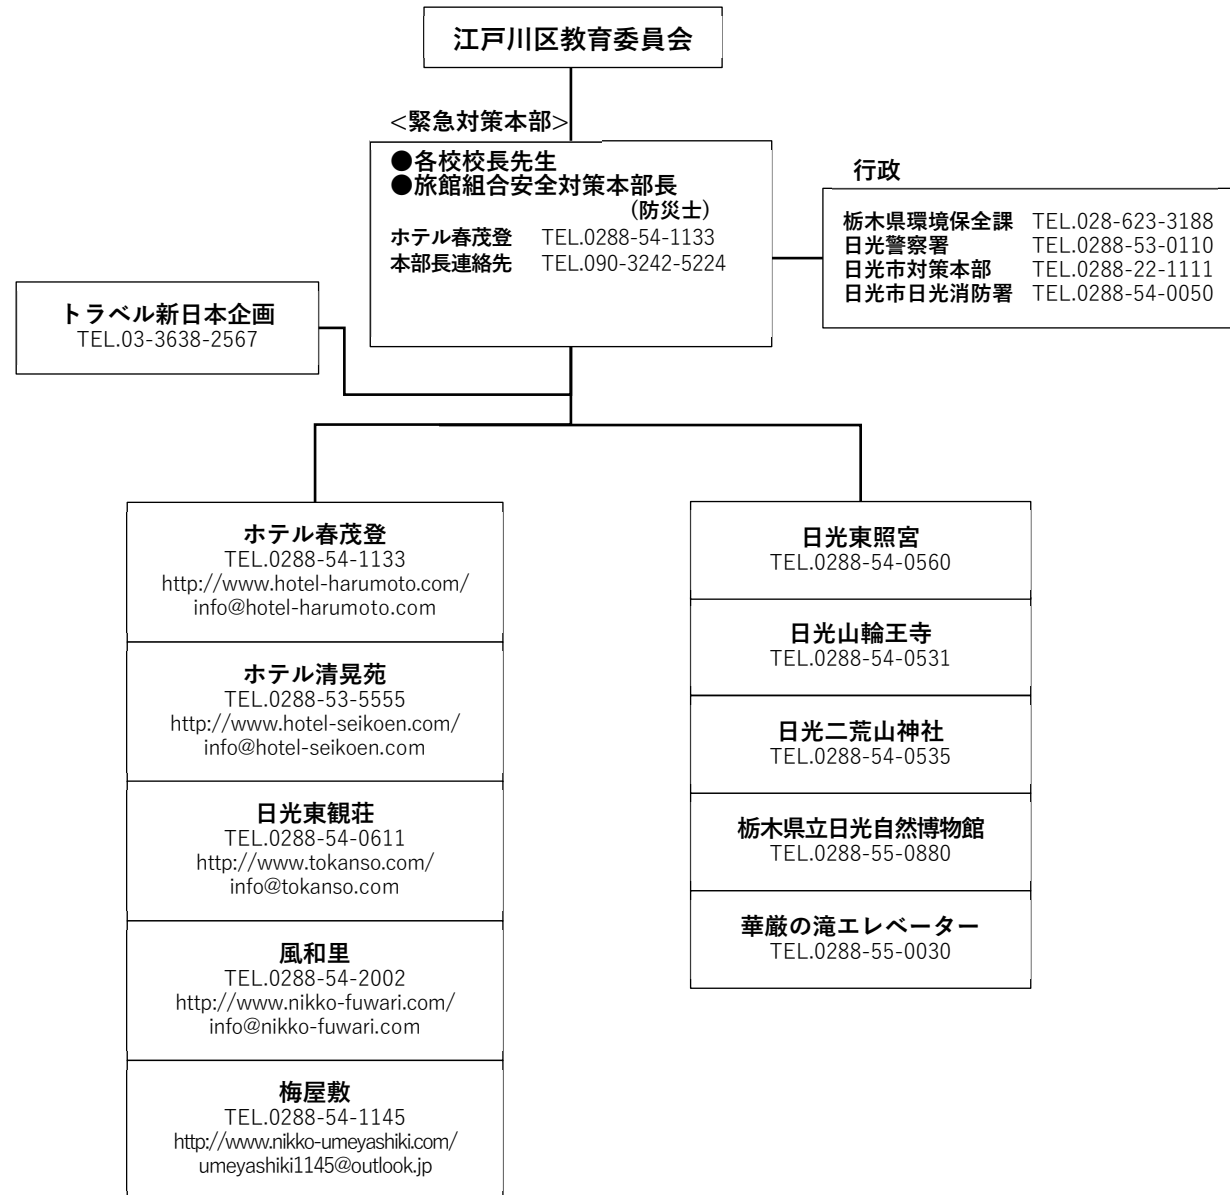 江戸川区教育委員会
<緊急対策本部>
●各校校長先生
●旅館組合安全対策本部長
(防災士)
ホテル春茂登 TEL.0288-54-1133
本部長連絡先 TEL.090-3242-5224
行政
栃木県環境保全課 TEL.028-623-3188
日光警察署 TEL.0288-53-0110
日光市対策本部 TEL.0288-22-1111
日光市日光消防署 TEL.0288-54-0050
トラベル新日本企画
TEL.03-3638-2567
ホテル春茂登
TEL.0288-54-1133
http://www.hotel-harumoto.com/
info@hotel-harumoto.com
ホテル清晃苑
TEL.0288-53-5555
http://www.hotel-seikoen.com/
info@hotel-seikoen.com
日光東観荘
TEL.0288-54-0611
http://www.tokanso.com/
info@tokanso.com
風和里
TEL.0288-54-2002
http://www.nikko-fuwari.com/
info@nikko-fuwari.com
梅屋敷
TEL.0288-54-1145
http://www.nikko-umeyashiki.com/
umeyashiki1145@outlook.jp
日光東照宮
TEL.0288-54-0560
日光山輪王寺
TEL.0288-54-0531
日光二荒山神社
TEL.0288-54-0535
栃木県立日光自然博物館
TEL.0288-55-0880
華厳の滝エレベーター
TEL.0288-55-0030